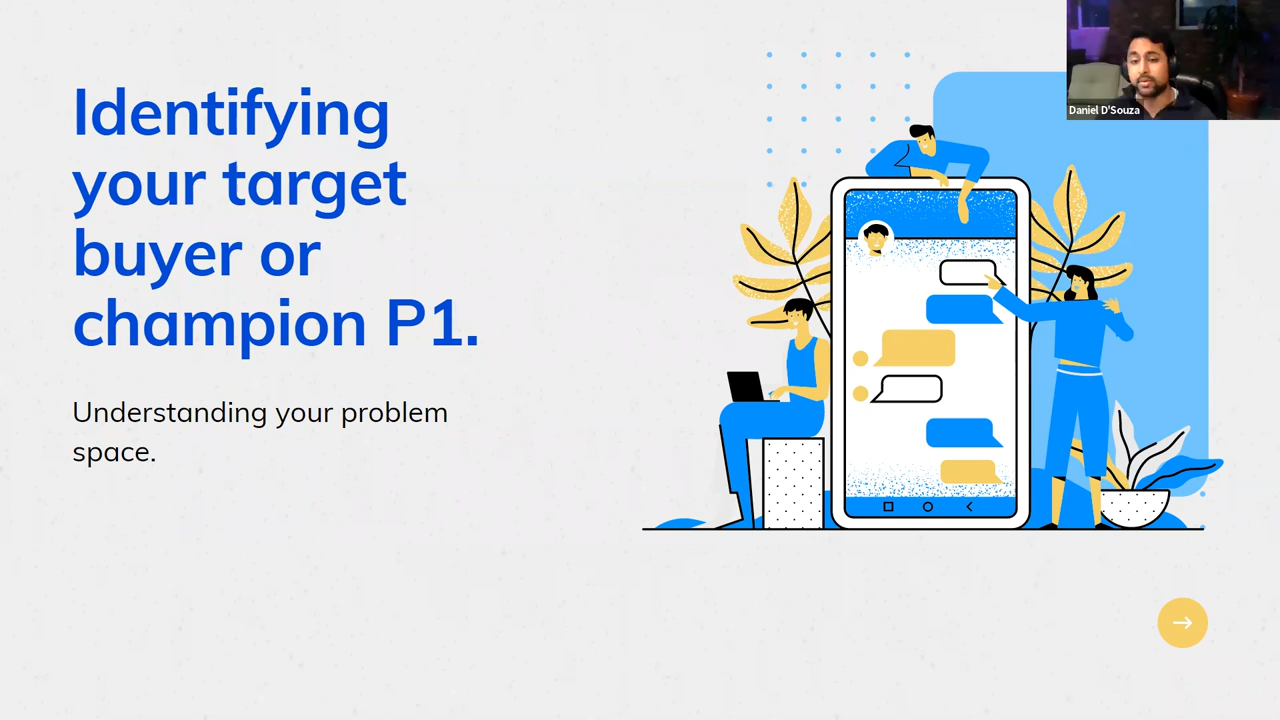 Identifying
your target
buyer or
champion P1.
Understanding your problem
space.
Daniel D'Souza